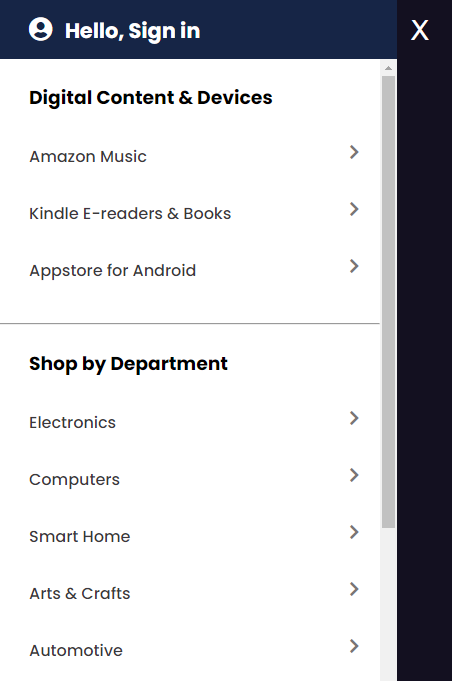 Hello, Sign in
X
Digital Content & Devices
Amazon Music
Kindle E-readers & Books
Appstore for Android
Shop by Department
Electronics
Computers
Smart Home
Arts & Crafts
Automotive